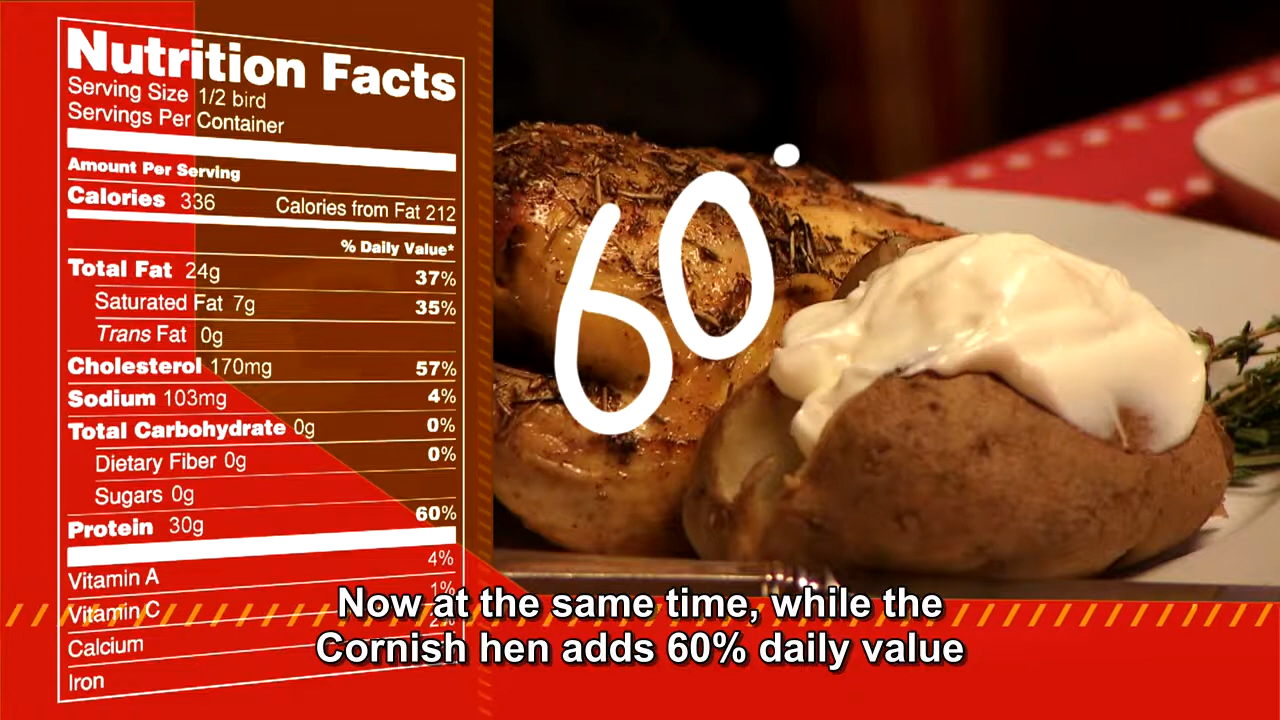 Nutrition Facts
Serving Size 1/2 bird
Servings Per Container
Amount Per Serving
Calories 336 Calories from Fat 212
% Daily Value*
Total Fat 24g 37%
Saturated Fat 7g 35%
Trans Fat 0g
Cholesterol 170mg 57%
Sodium 103mg 4%
Total Carbohydrate 0g 0%
Dietary Fiber 0g 0%
Sugars 0g
Protein 30g 60%
Vitamin A 4%
Vitamin C 1%
Calcium 2%
Iron
60
Now at the same time, while the
Cornish hen adds 60% daily value